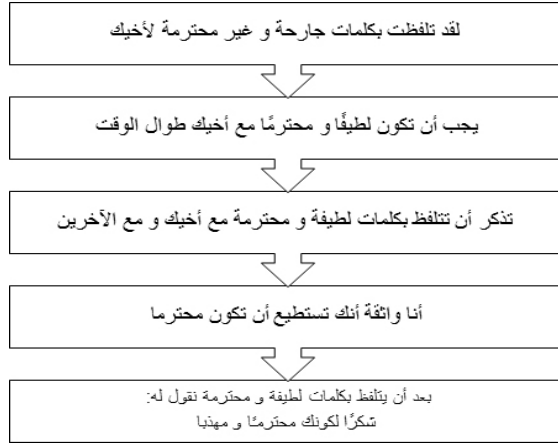 لقد تلفظت بكلمات جارحة و غير محترمة لأخيك
يجب أن تكون لطيفًا و محترمًا مع أخيك طوال الوقت
تذكر أن تتلفظ بكلمات لطيفة و محترمة مع أخيك و مع الآخرين
أنا واثقة أنك تستطيع أن تكون محترما
بعد أن يتلفظ بكلمات لطيفة و محترمة نقول له:
شكرًا لكونك محترمـًا و مهذبا